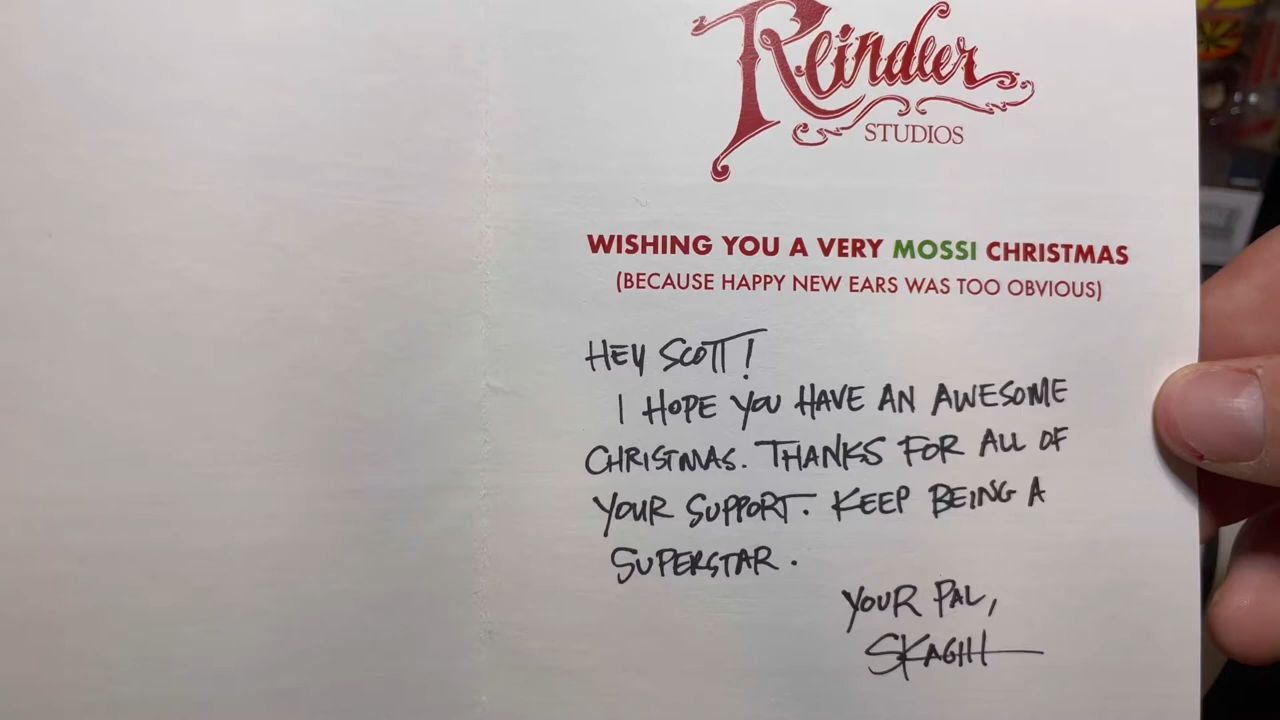 Reindeer
STUDIOS
WISHING YOU A VERY MOSSI CHRISTMAS
(BECAUSE HAPPY NEW EARS WAS TOO OBVIOUS)
HEY SCOTT!
I HOPE YOU HAVE AN AWESOME
CHRISTMAS. THANKS FOR ALL OF
YOUR SUPPORT. KEEP BEING A
SUPERSTAR.
YOUR PAL,